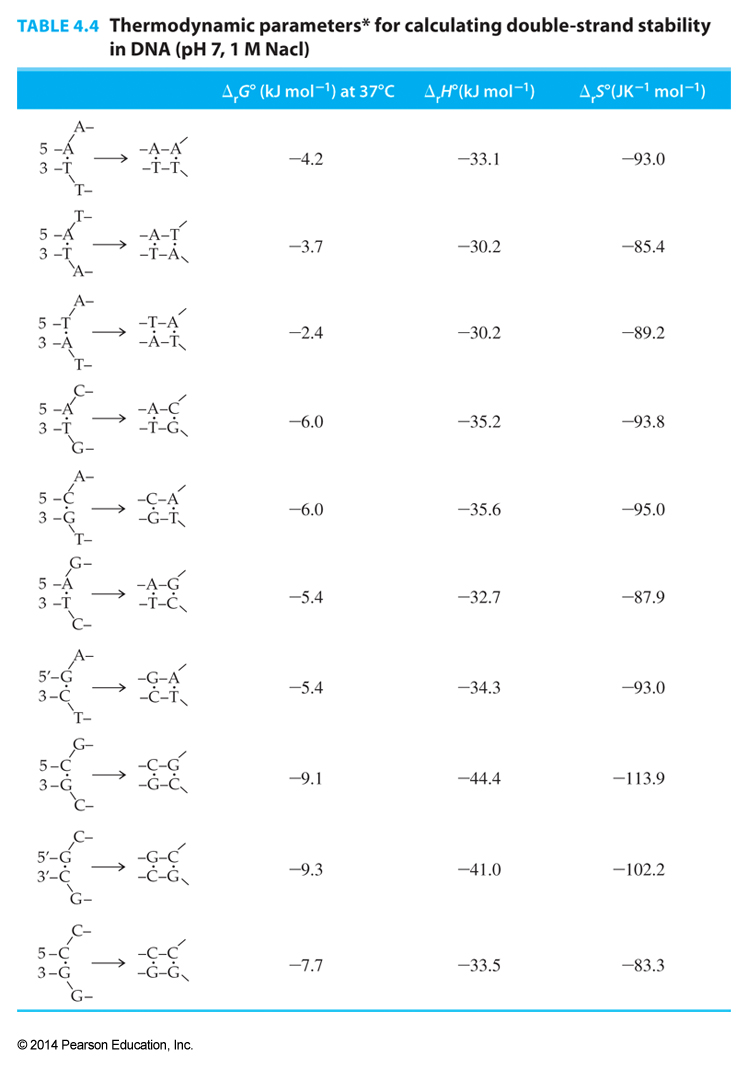 TABLE 4.4 Thermodynamic parameters* for calculating double-strand stability
in DNA (pH 7, 1 M Nacl)
ΔᵣG° (kJ mol−1) at 37°C ΔᵣH°(kJ mol−1) ΔᵣS°(JK−1 mol−1)
A–
5 –A → –A–A
3 –T –T–T
T–
−4.2 −33.1 −93.0
T–
5 –A → –A–T
3 –T –T–A
A–
−3.7 −30.2 −85.4
A–
5 –T → –T–A
3 –A –A–T
T–
−2.4 −30.2 −89.2
C–
5 –A → –A–C
3 –T –T–G
G–
−6.0 −35.2 −93.8
A–
5 –C → –C–A
3 –G –G–T
T–
−6.0 −35.6 −95.0
G–
5 –A → –A–G
3 –T –T–C
C–
−5.4 −32.7 −87.9
A–
5′–G → –G–A
3–C –C–T
T–
−5.4 −34.3 −93.0
G–
5–C → –C–G
3–G –G–C
C–
−9.1 −44.4 −113.9
C–
5′–G → –G–C
3′–C –C–G
G–
−9.3 −41.0 −102.2
C–
5–C → –C–C
3–G –G–G
G–
−7.7 −33.5 −83.3
© 2014 Pearson Education, Inc.